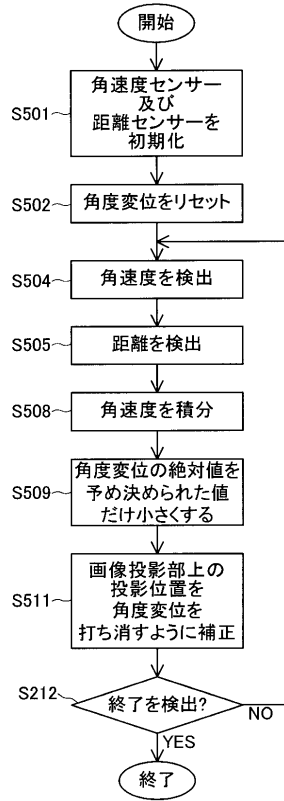 開始
S501
角速度センサー
及び
距離センサーを
初期化
S502
角度変位をリセット
S504
角速度を検出
S505
距離を検出
S508
角速度を積分
S509
角度変位の絶対値を
予め決められた値
だけ小さくする
S511
画像投影部上の
投影位置を
角度変位を
打ち消すように補正
S212
終了を検出?
NO
YES
終了